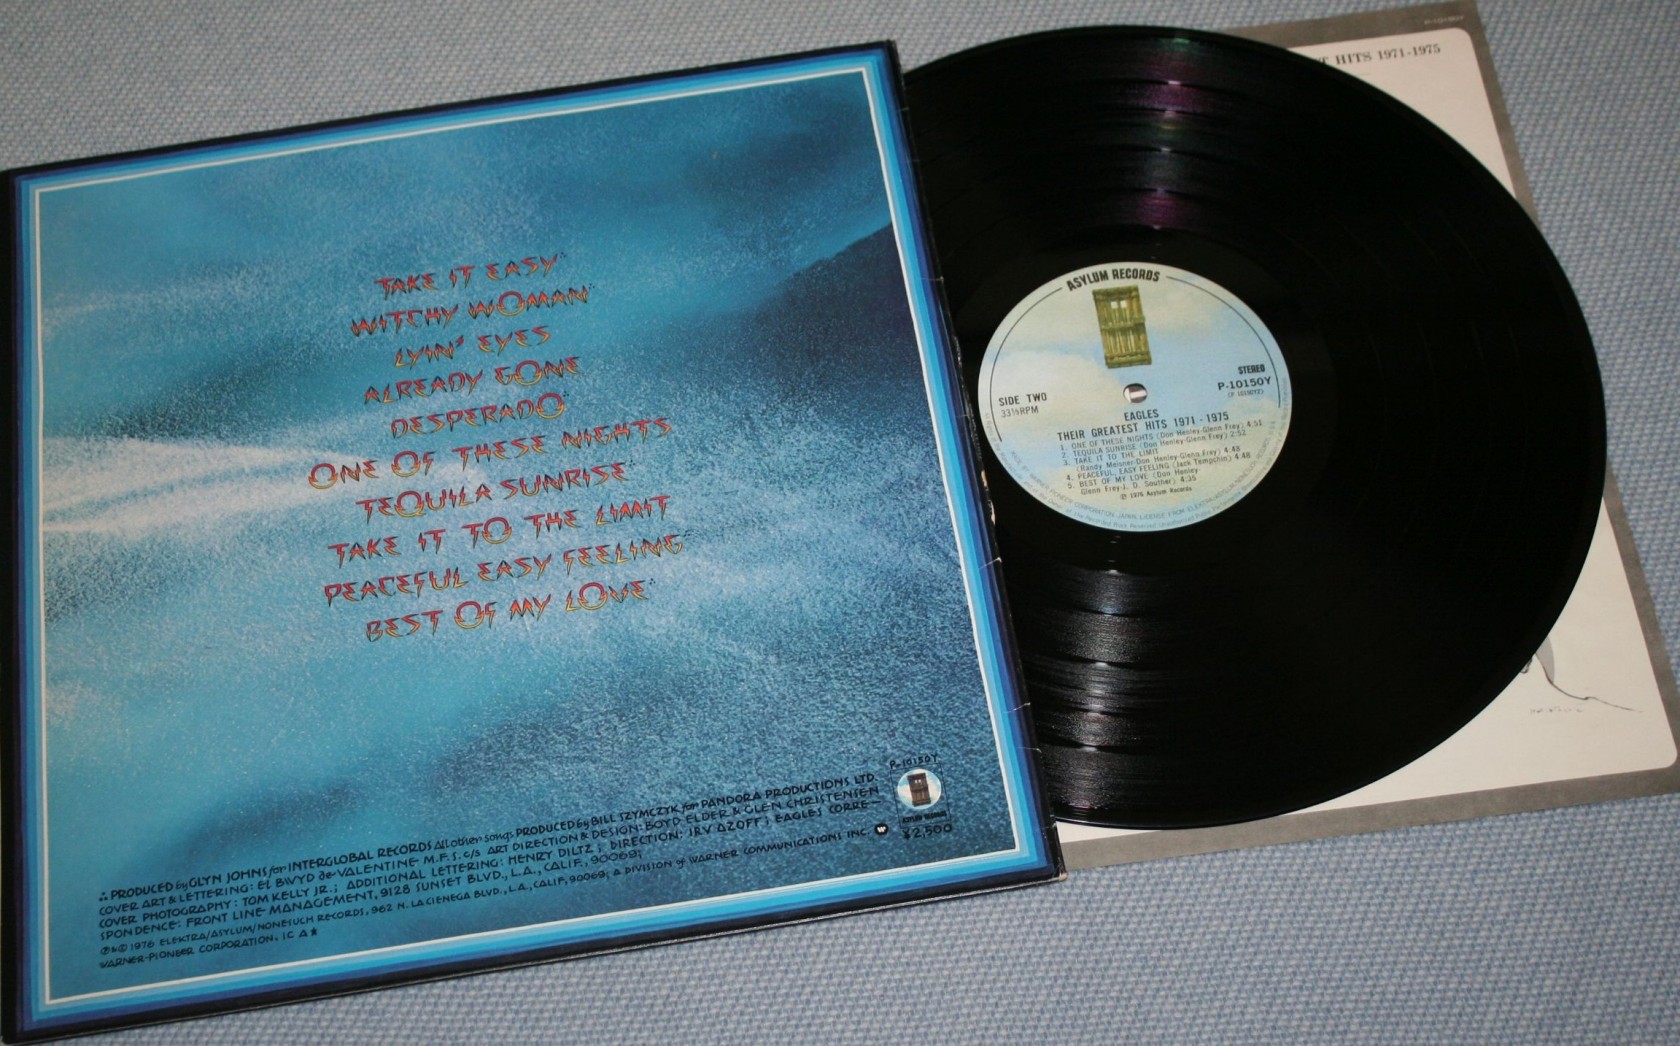 TAKE IT EASY∴
WITCHY WOMAN∴
LYIN' EYES
ALREADY GONE
DESPERADO∴
ONE OF THESE NIGHTS
TEQUILA SUNRISE∴
TAKE IT TO THE LIMIT
PEACEFUL EASY FEELING∴
BEST OF MY LOVE∴
∴ PRODUCED by GLYN JOHNS for INTERGLOBAL RECORDS All other songs PRODUCED by BILL SZYMCZYK for PANDORA PRODUCTIONS LTD.
COVER ART & LETTERING: EL BWYD de VALENTINE M.F.S. c/s ART DIRECTION & DESIGN: BOYD ELDER & GLEN CHRISTENSEN
COVER PHOTOGRAPHY: TOM KELLY JR.; ADDITIONAL LETTERING: HENRY DILTZ; DIRECTION: IRV AZOFF; EAGLES CORRE-
SPONDENCE: FRONT LINE MANAGEMENT, 9128 SUNSET BLVD., L.A., CALIF., 90069;
℗&© 1976 ELEKTRA/ASYLUM/NONESUCH RECORDS, 962 N. LA CIENEGA BLVD., L.A., CALIF, 90069; A DIVISION of WARNER COMMUNICATIONS INC.
WARNER-PIONEER CORPORATION. IC A★
P-10150Y
ASYLUM RECORDS
¥2,500
ASYLUM RECORDS
STEREO
P-10150Y
(P-10150Y2)
SIDE TWO
33⅓RPM
EAGLES
THEIR GREATEST HITS 1971-1975
1. ONE OF THESE NIGHTS (Don Henley-Glenn Frey) 4:51
2. TEQUILA SUNRISE (Don Henley-Glenn Frey) 2:52
3. TAKE IT TO THE LIMIT
(Randy Meisner-Don Henley-Glenn Frey) 4:48
4. PEACEFUL, EASY FEELING (Jack Tempchin) 4:48
5. BEST OF MY LOVE (Don Henley
Glenn Frey-J. D. Souther) 4:35
℗ 1976 Asylum Records
T HITS 1971-1975